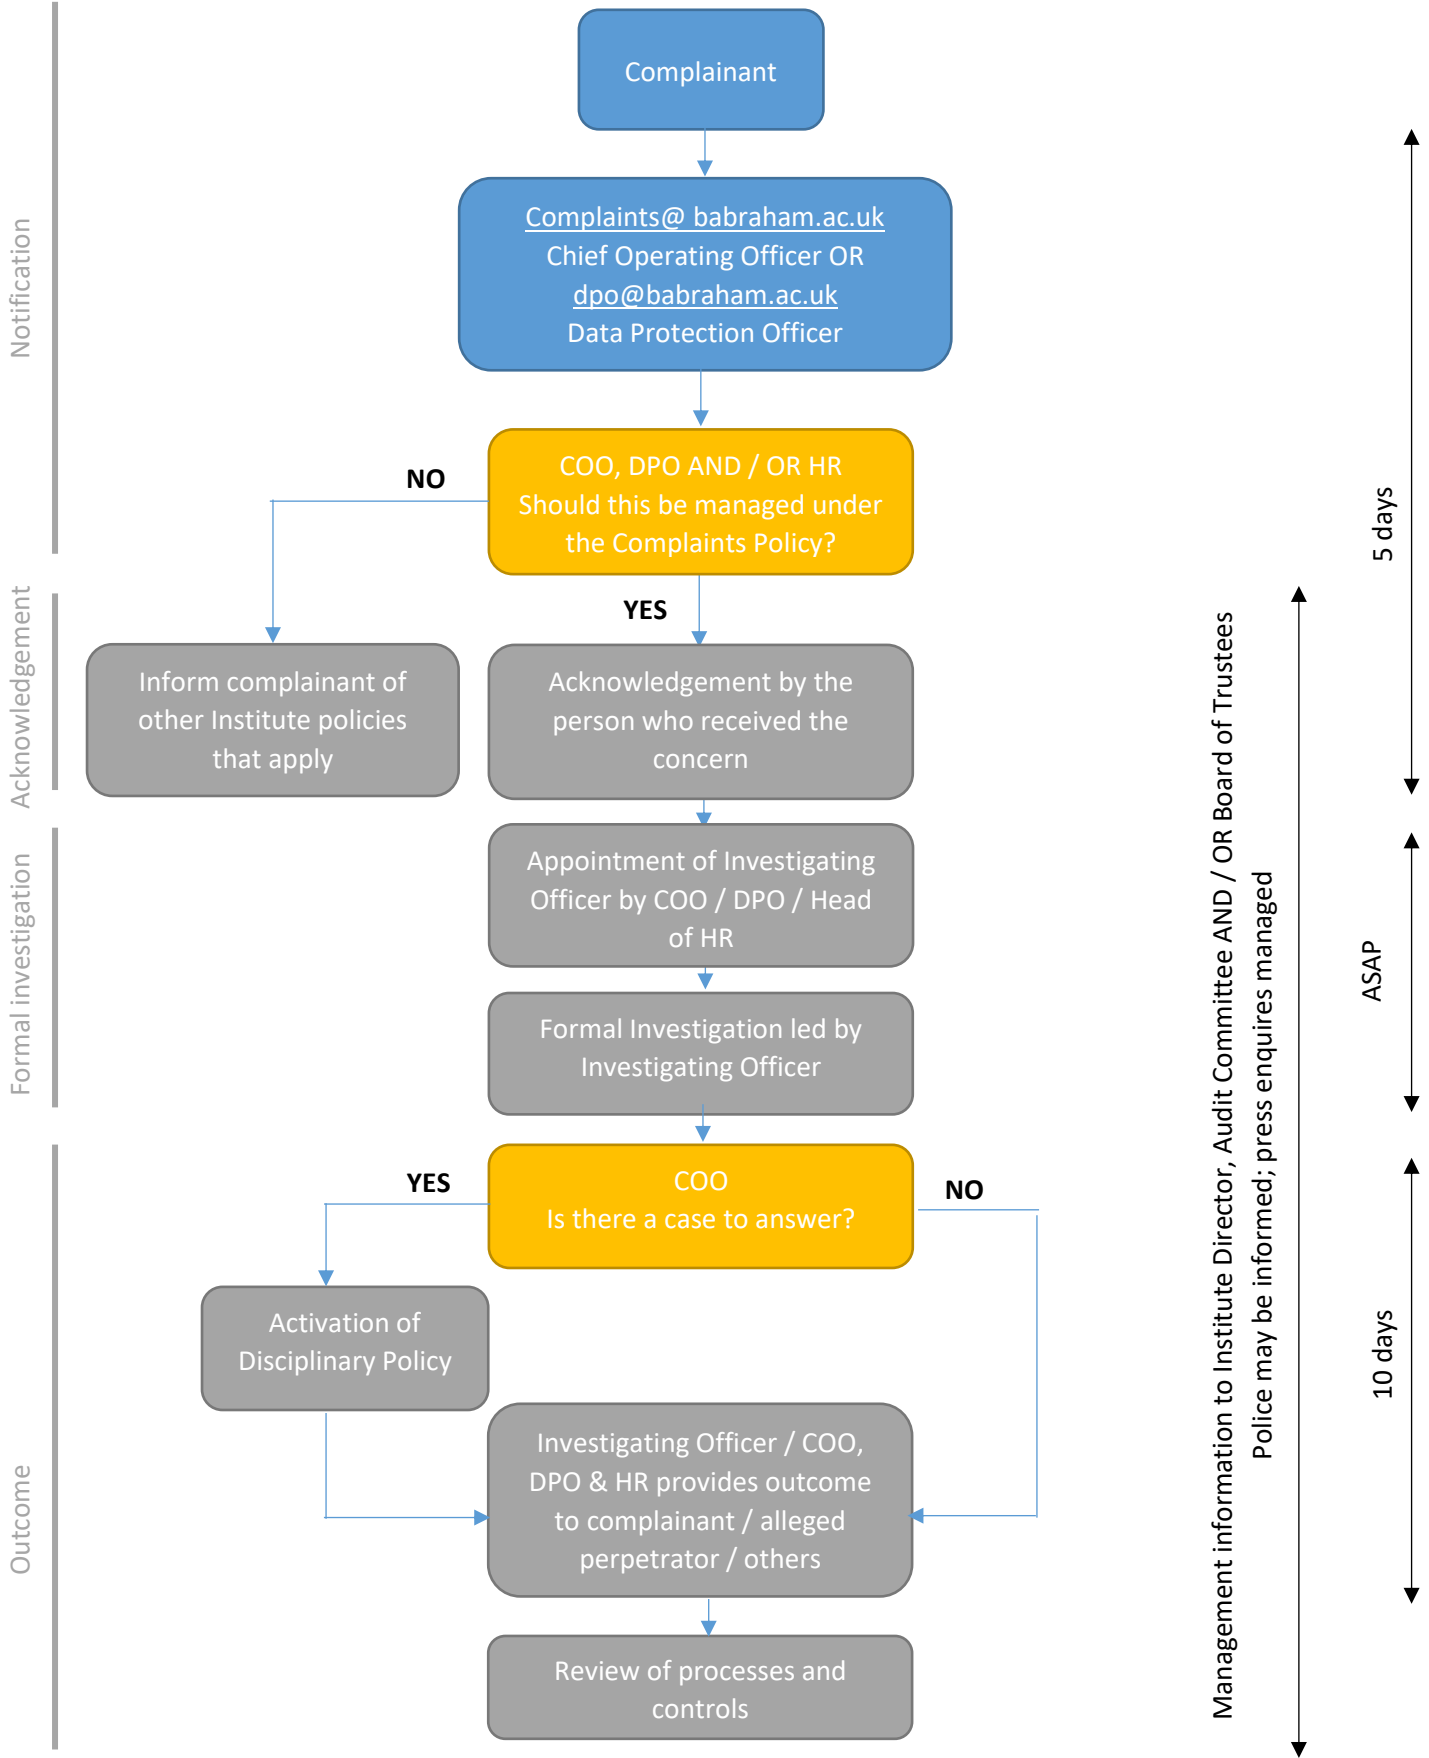 Complainant
Notification
Complaints@ babraham.ac.uk
Chief Operating Officer OR
dpo@babraham.ac.uk
Data Protection Officer
NO
COO, DPO AND / OR HR
Should this be managed under
the Complaints Policy?
5 days
YES
Acknowledgement
Inform complainant of
other Institute policies
that apply
Acknowledgement by the
person who received the
concern
Formal investigation
Appointment of Investigating
Officer by COO / DPO / Head
of HR
ASAP
Formal Investigation led by
Investigating Officer
Management information to Institute Director, Audit Committee AND / OR Board of Trustees
Police may be informed; press enquires managed
YES
COO
Is there a case to answer?
NO
10 days
Outcome
Activation of
Disciplinary Policy
Investigating Officer / COO,
DPO & HR provides outcome
to complainant / alleged
perpetrator / others
Review of processes and
controls